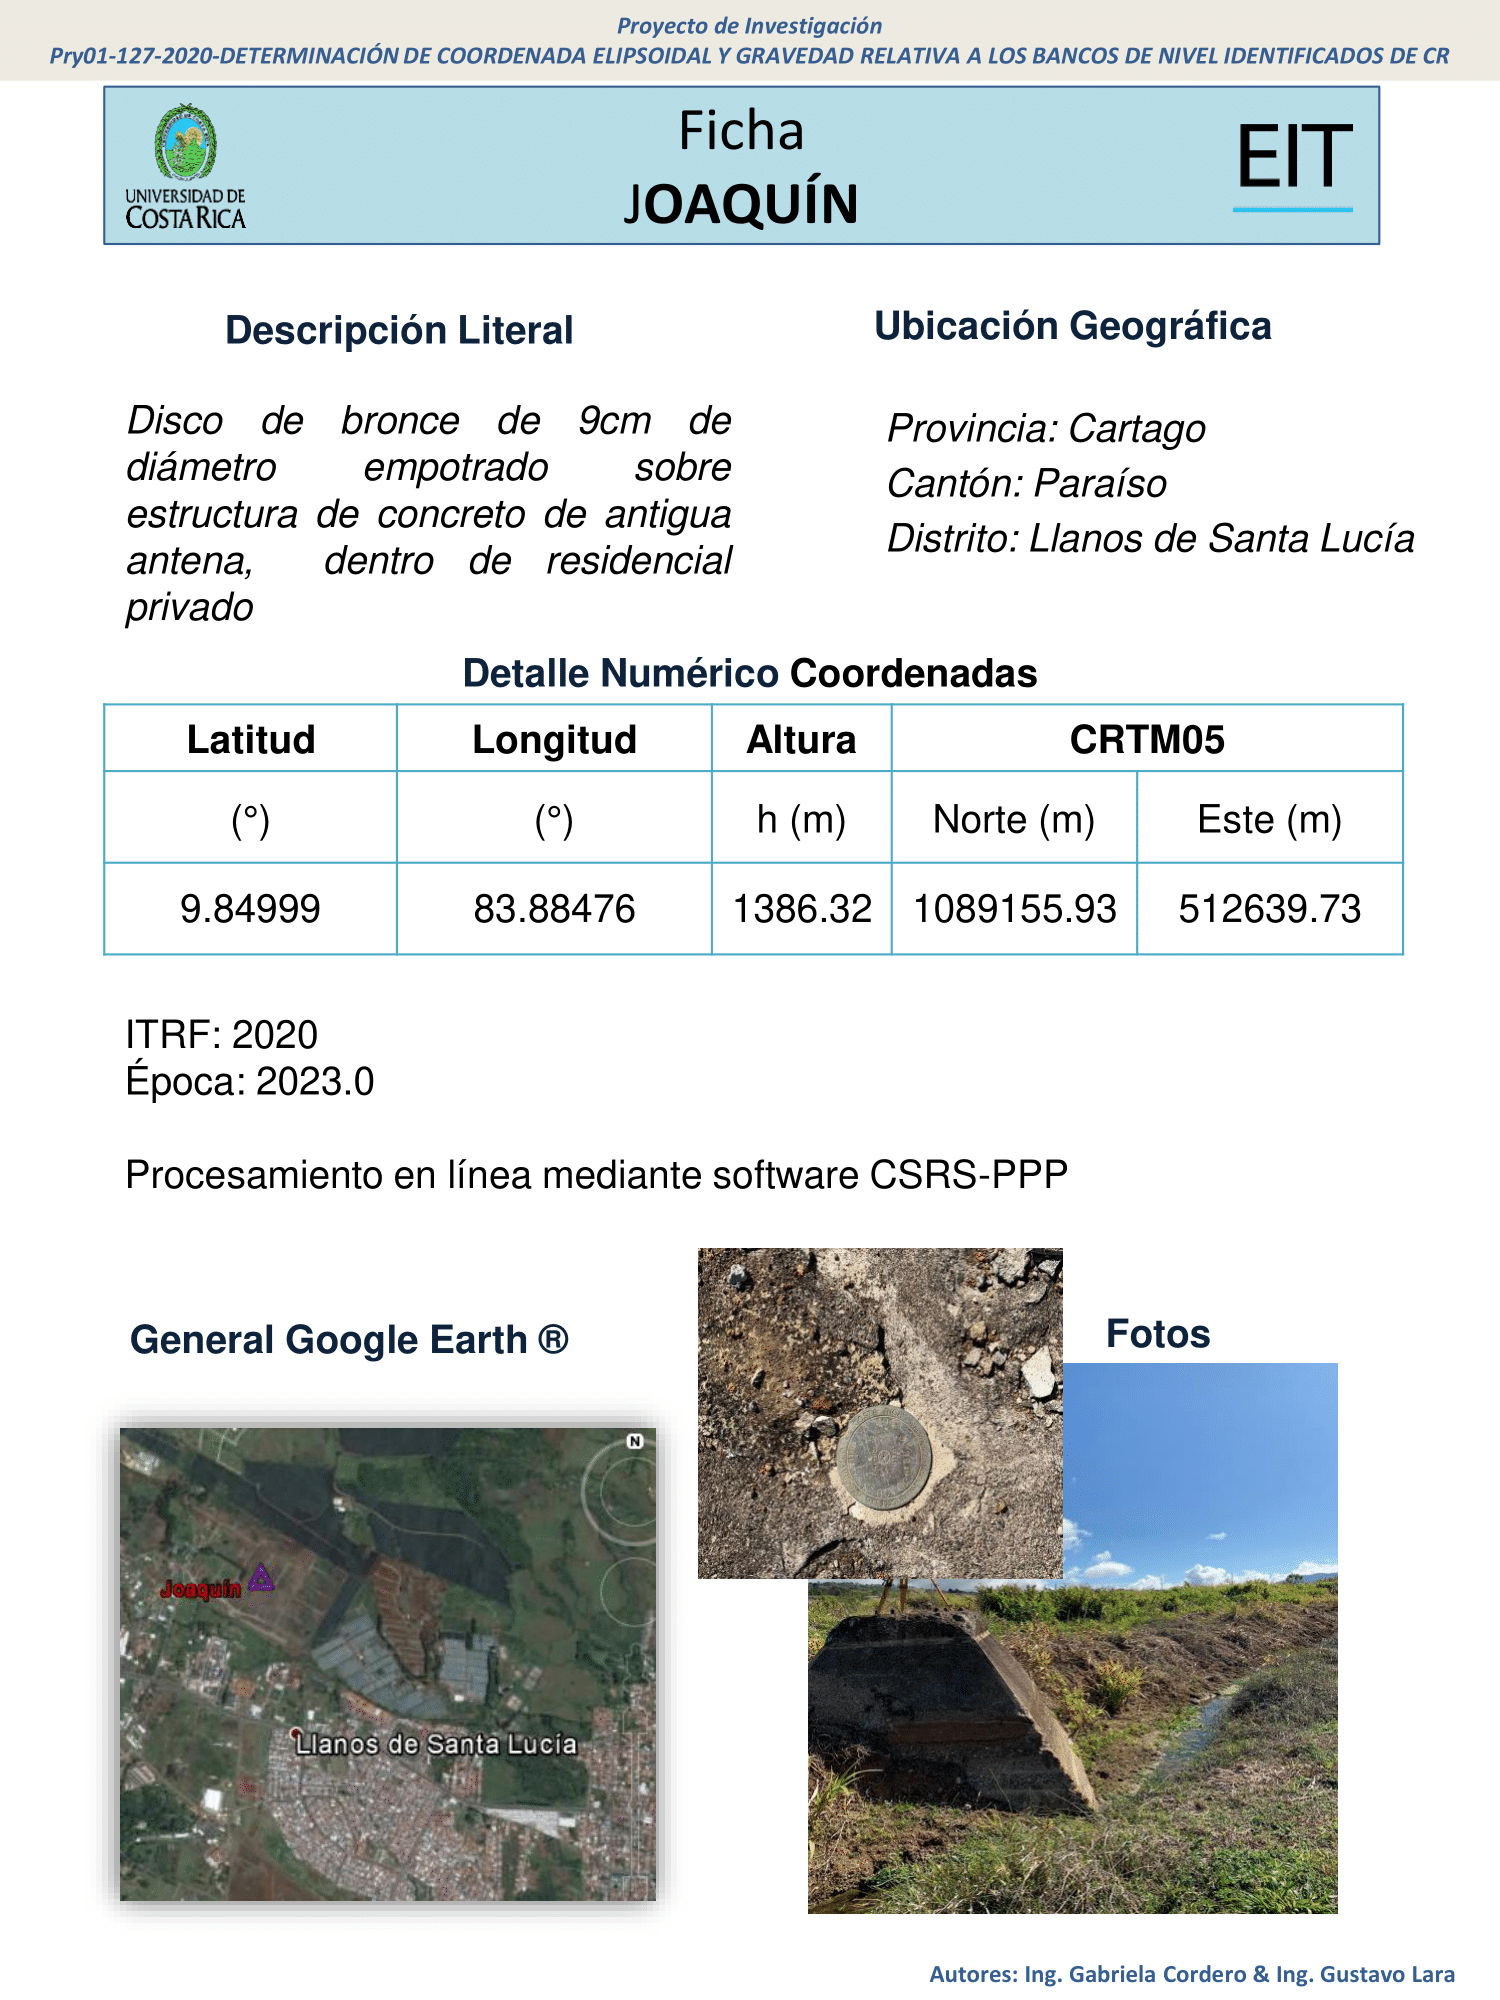 Proyecto de Investigación
Pry01-127-2020-DETERMINACIÓN DE COORDENADA ELIPSOIDAL Y GRAVEDAD RELATIVA A LOS BANCOS DE NIVEL IDENTIFICADOS DE CR
UNIVERSIDAD DE
COSTA RICA
Ficha
JOAQUÍN
EIT
Descripción Literal
Disco de bronce de 9cm de
diámetro empotrado sobre
estructura de concreto de antigua
antena, dentro de residencial
privado
Ubicación Geográfica
Provincia: Cartago
Cantón: Paraíso
Distrito: Llanos de Santa Lucía
Detalle Numérico Coordenadas
Latitud Longitud Altura CRTM05
(°) (°) h (m) Norte (m) Este (m)
9.84999 83.88476 1386.32 1089155.93 512639.73
ITRF: 2020
Época: 2023.0
Procesamiento en línea mediante software CSRS-PPP
General Google Earth ®
Fotos
N
Joaquín
Llanos de Santa Lucía
Autores: Ing. Gabriela Cordero & Ing. Gustavo Lara